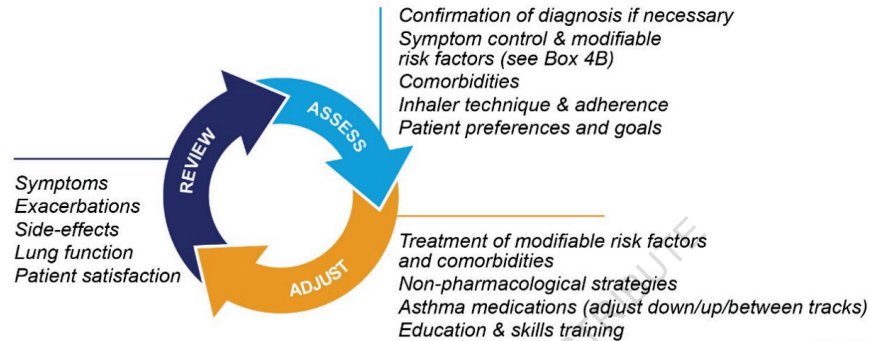 Confirmation of diagnosis if necessary
Symptom control & modifiable
risk factors (see Box 4B)
Comorbidities
Inhaler technique & adherence
Patient preferences and goals
ASSESS
REVIEW
Symptoms
Exacerbations
Side-effects
Lung function
Patient satisfaction
ADJUST
Treatment of modifiable risk factors
and comorbidities
Non-pharmacological strategies
Asthma medications (adjust down/up/between tracks)
Education & skills training